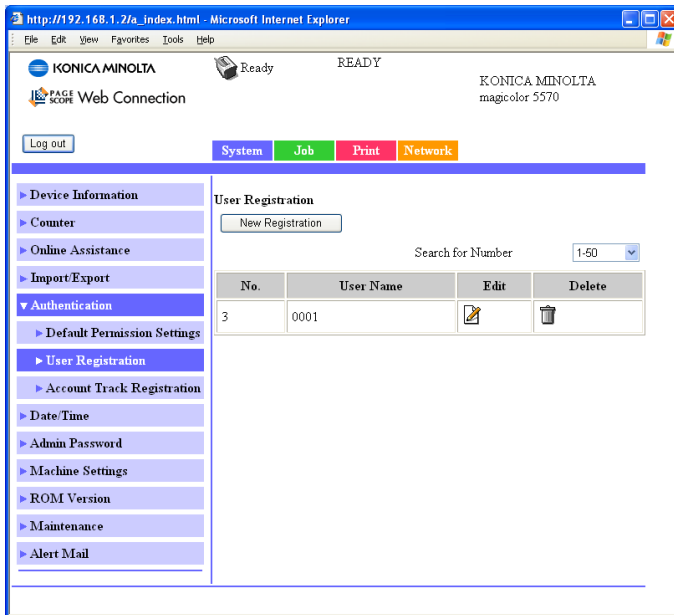 http://192.168.1.2/a_index.html - Microsoft Internet Explorer
File Edit View Favorites Tools Help
KONICA MINOLTA
Ready
READY
KONICA MINOLTA
magicolor 5570
PAGE SCOPE Web Connection
Log out
System Job Print Network
Device Information
Counter
Online Assistance
Import/Export
Authentication
Default Permission Settings
User Registration
Account Track Registration
Date/Time
Admin Password
Machine Settings
ROM Version
Maintenance
Alert Mail
User Registration
New Registration
Search for Number 1-50
No. User Name Edit Delete
3 0001